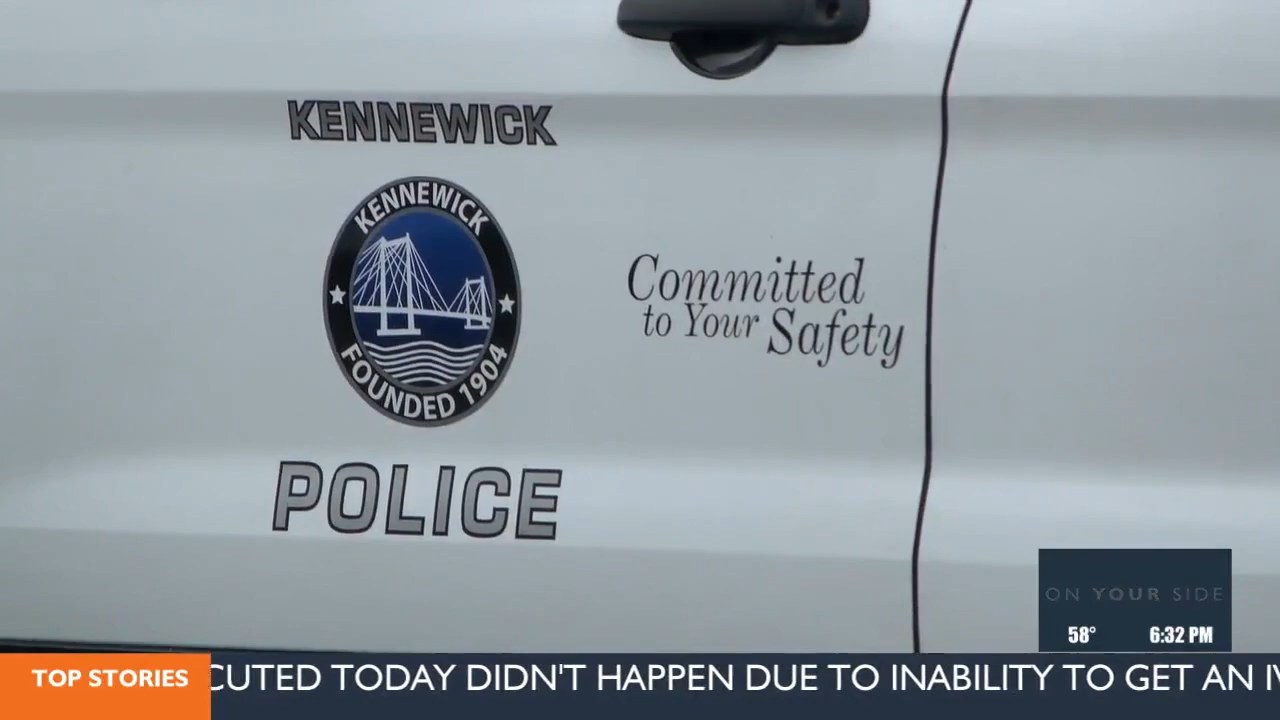 KENNEWICK
KENNEWICK
FOUNDED 1904
Committed
to Your Safety
POLICE
ON YOUR SIDE
58° 6:32 PM
TOP STORIES
CUTED TODAY DIDN'T HAPPEN DUE TO INABILITY TO GET AN